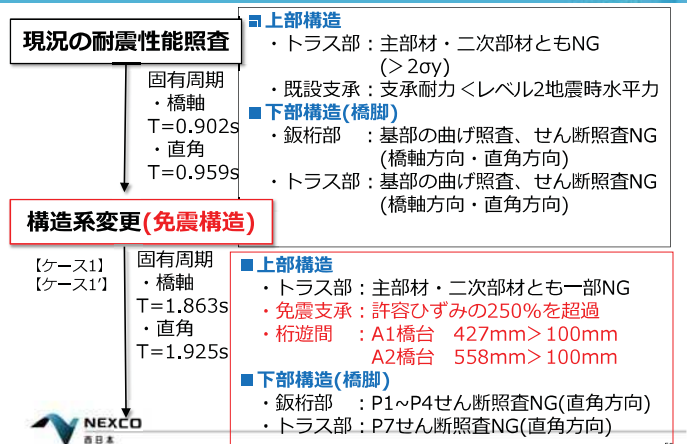 現況の耐震性能照査
固有周期
・橋軸
T=0.902s
・直角
T=0.959s
■上部構造
・トラス部：主部材・二次部材ともNG
(＞2σy)
・既設支承：支承耐力＜レベル2地震時水平力
■下部構造(橋脚)
・鈑桁部　：基部の曲げ照査、せん断照査NG
(橋軸方向・直角方向)
・トラス部：基部の曲げ照査、せん断照査NG
(橋軸方向・直角方向)
構造系変更(免震構造)
【ケース1】
【ケース1'】
固有周期
・橋軸
T=1.863s
・直角
T=1.925s
■上部構造
・トラス部：主部材・二次部材とも一部NG
・免震支承：許容ひずみの250%を超過
・桁遊間　：A1橋台　427mm＞100mm
A2橋台　558mm＞100mm
■下部構造(橋脚)
・鈑桁部　：P1~P4せん断照査NG(直角方向)
・トラス部：P7せん断照査NG(直角方向)
NEXCO
西日本